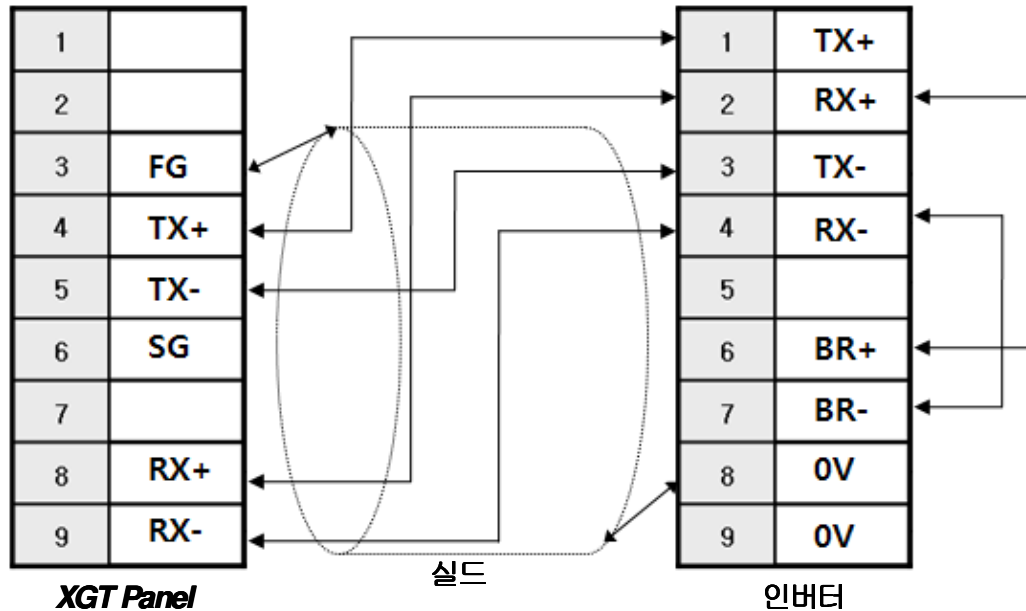 1 1 TX+
2 2 RX+
3 FG 3 TX-
4 TX+ 4 RX-
5 TX- 5
6 SG 6 BR+
7 7 BR-
8 RX+ 8 0V
9 RX- 9 0V
실드
XGT Panel 인버터